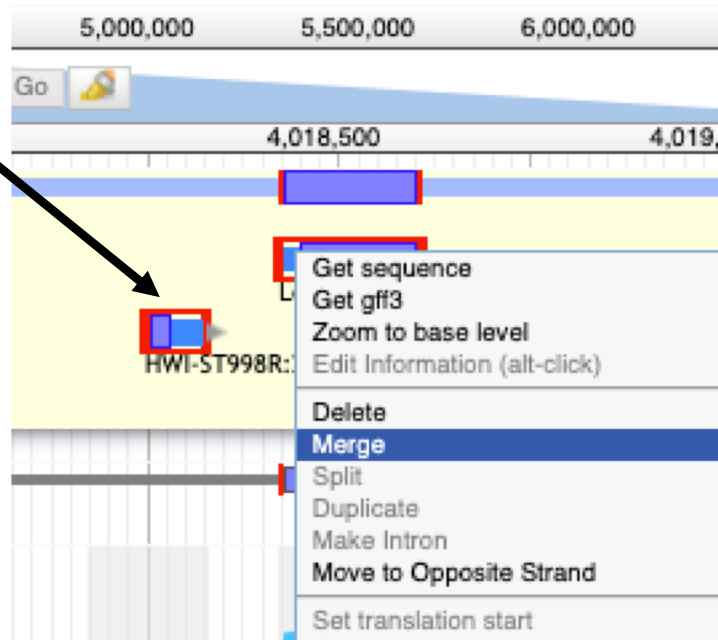 5,000,000 5,500,000 6,000,000
Go
4,018,500 4,019,
Get sequence
Get gff3
Zoom to base level
HWI-ST998R: Edit Information (alt-click)
Delete
Merge
Split
Duplicate
Make Intron
Move to Opposite Strand
Set translation start